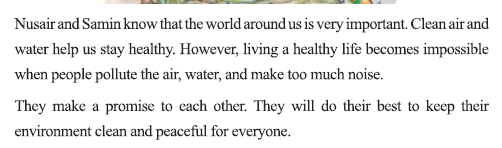 Nusair and Samin know that the world around us is very important. Clean air and
water help us stay healthy. However, living a healthy life becomes impossible
when people pollute the air, water, and make too much noise.
They make a promise to each other. They will do their best to keep their
environment clean and peaceful for everyone.